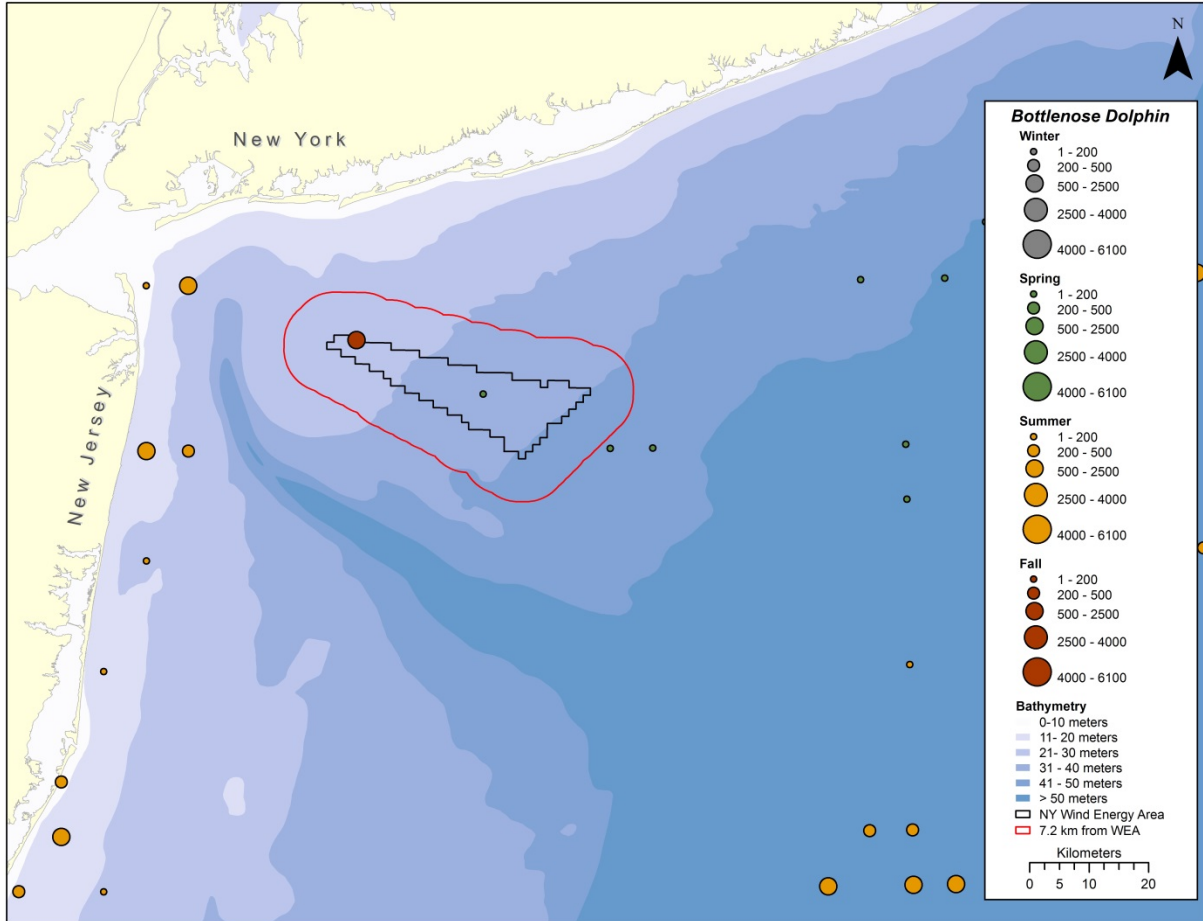 New York
New Jersey
N
Bottlenose Dolphin
Winter
1 - 200
200 - 500
500 - 2500
2500 - 4000
4000 - 6100
Spring
1 - 200
200 - 500
500 - 2500
2500 - 4000
4000 - 6100
Summer
1 - 200
200 - 500
500 - 2500
2500 - 4000
4000 - 6100
Fall
1 - 200
200 - 500
500 - 2500
2500 - 4000
4000 - 6100
Bathymetry
0-10 meters
11- 20 meters
21- 30 meters
31 - 40 meters
41 - 50 meters
> 50 meters
NY Wind Energy Area
7.2 km from WEA
Kilometers
0 5 10 20